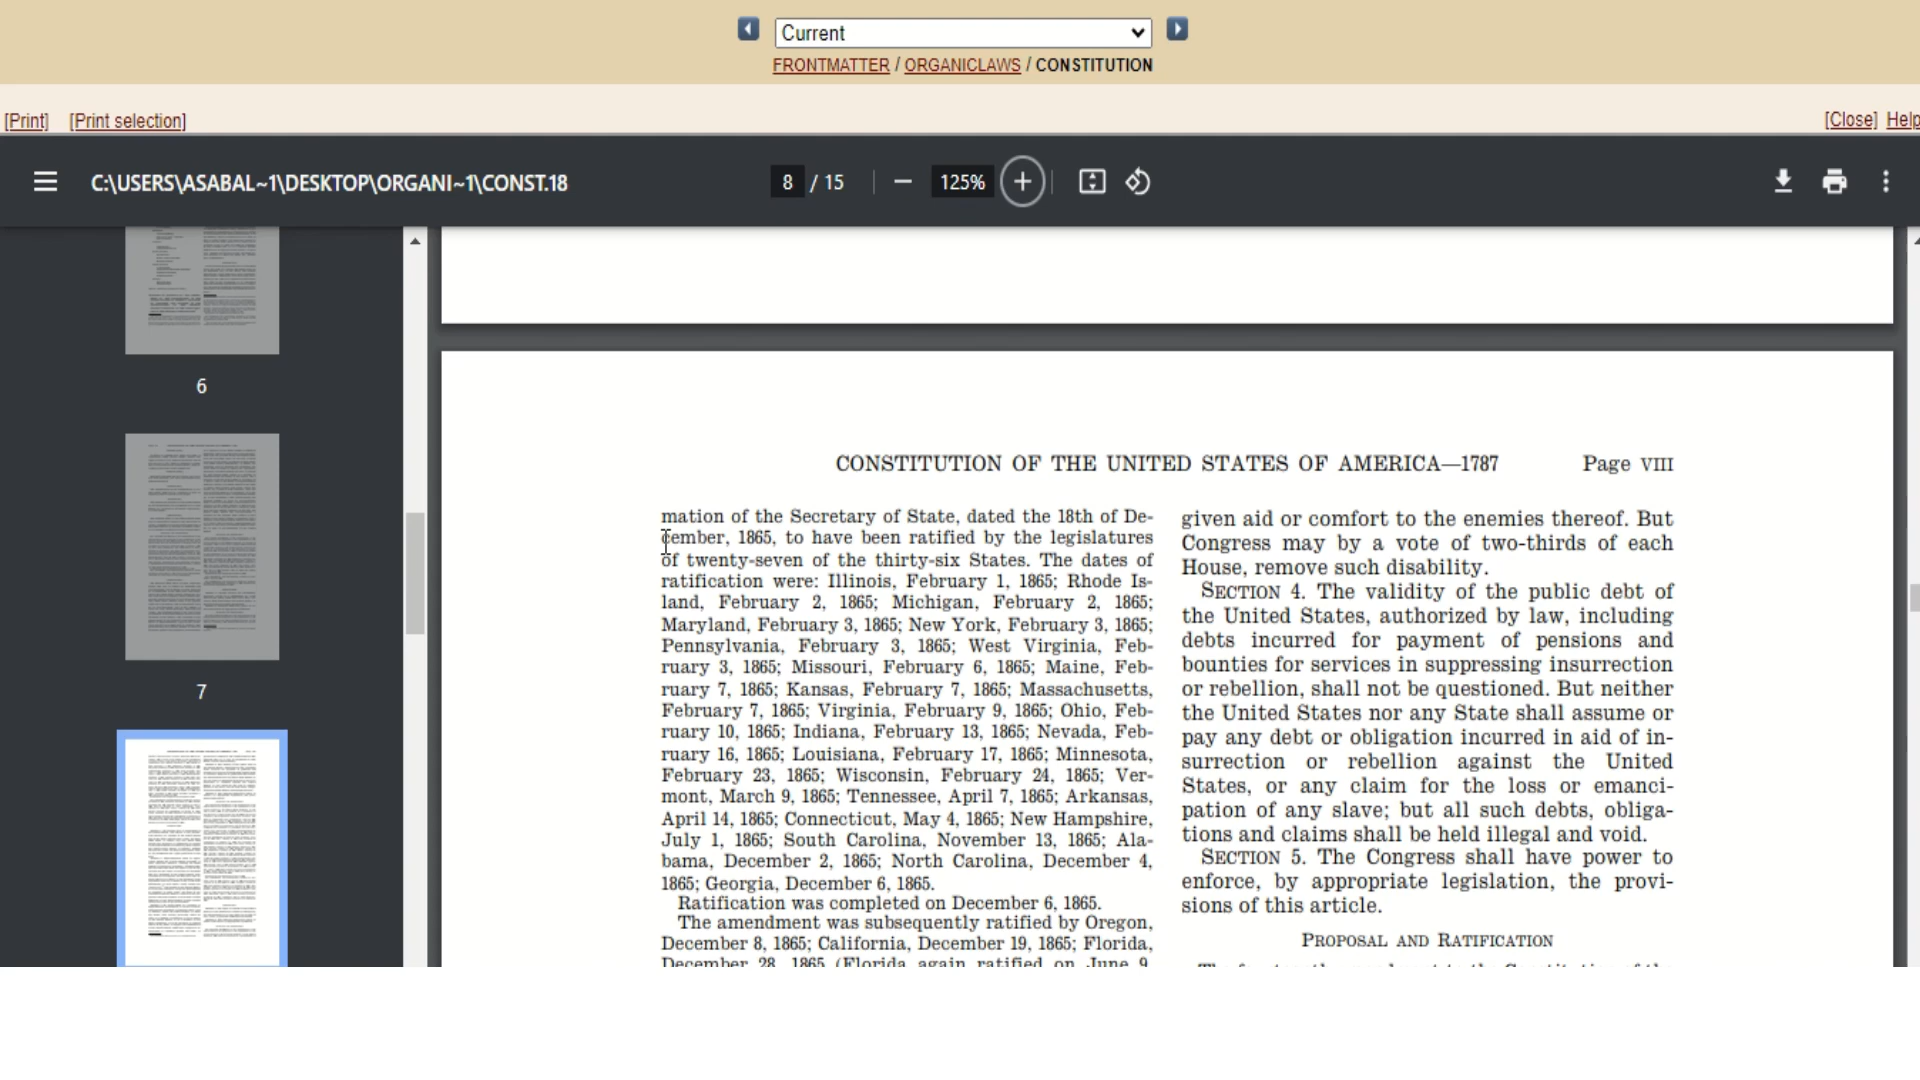 Current
FRONTMATTER / ORGANICLAWS / CONSTITUTION
[Print] [Print selection]
[Close] Help
C:\USERS\ASABAL~1\DESKTOP\ORGANI~1\CONST.18
8 / 15
125%
6
7
CONSTITUTION OF THE UNITED STATES OF AMERICA—1787 Page VIII
mation of the Secretary of State, dated the 18th of De-
cember, 1865, to have been ratified by the legislatures
of twenty-seven of the thirty-six States. The dates of
ratification were: Illinois, February 1, 1865; Rhode Is-
land, February 2, 1865; Michigan, February 2, 1865;
Maryland, February 3, 1865; New York, February 3, 1865;
Pennsylvania, February 3, 1865; West Virginia, Feb-
ruary 3, 1865; Missouri, February 6, 1865; Maine, Feb-
ruary 7, 1865; Kansas, February 7, 1865; Massachusetts,
February 7, 1865; Virginia, February 9, 1865; Ohio, Feb-
ruary 10, 1865; Indiana, February 13, 1865; Nevada, Feb-
ruary 16, 1865; Louisiana, February 17, 1865; Minnesota,
February 23, 1865; Wisconsin, February 24, 1865; Ver-
mont, March 9, 1865; Tennessee, April 7, 1865; Arkansas,
April 14, 1865; Connecticut, May 4, 1865; New Hampshire,
July 1, 1865; South Carolina, November 13, 1865; Ala-
bama, December 2, 1865; North Carolina, December 4,
1865; Georgia, December 6, 1865.
Ratification was completed on December 6, 1865.
The amendment was subsequently ratified by Oregon,
December 8, 1865; California, December 19, 1865; Florida,
December 28, 1865 (Florida again ratified on June 9,
given aid or comfort to the enemies thereof. But
Congress may by a vote of two-thirds of each
House, remove such disability.
SECTION 4. The validity of the public debt of
the United States, authorized by law, including
debts incurred for payment of pensions and
bounties for services in suppressing insurrection
or rebellion, shall not be questioned. But neither
the United States nor any State shall assume or
pay any debt or obligation incurred in aid of in-
surrection or rebellion against the United
States, or any claim for the loss or emanci-
pation of any slave; but all such debts, obliga-
tions and claims shall be held illegal and void.
SECTION 5. The Congress shall have power to
enforce, by appropriate legislation, the provi-
sions of this article.
PROPOSAL AND RATIFICATION